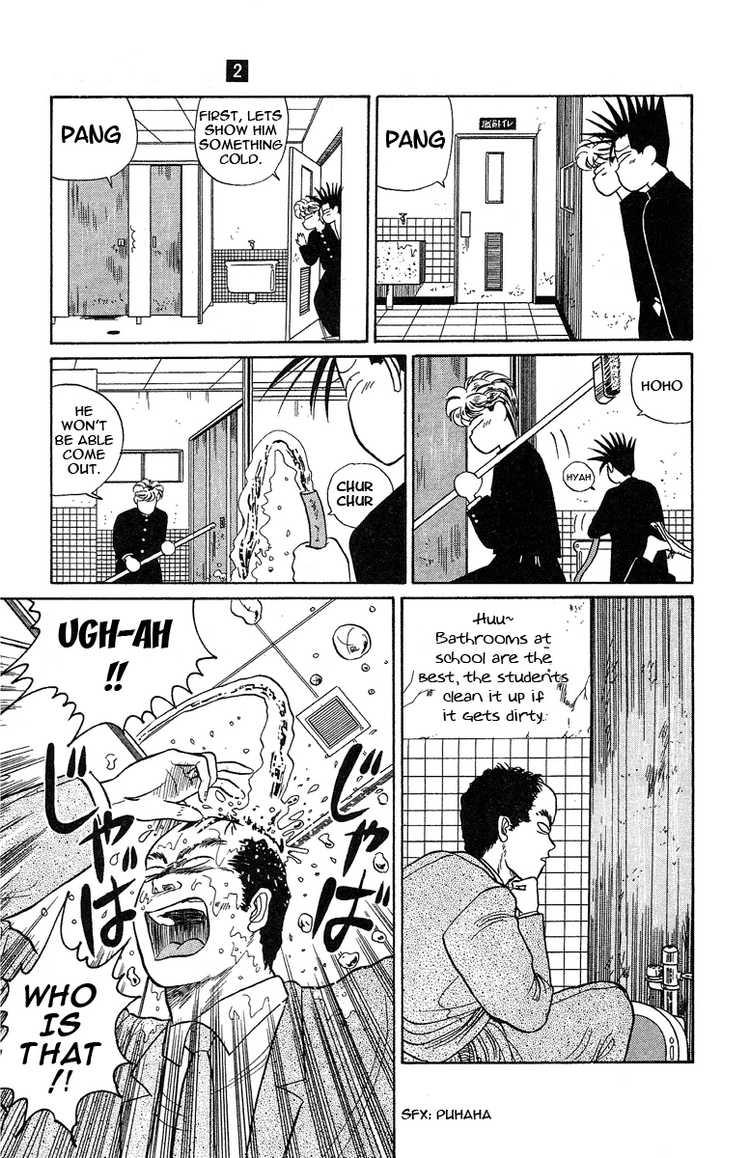 2
PANG
FIRST, LETS
SHOW HIM
SOMETHING
COLD.
PANG
HOHO
HYAH
CHUR
CHUR
HE
WON'T
BE ABLE
COME
OUT.
Huu~
Bathrooms at
school are the
best, the students
clean it up if
it gets dirty.
SFX: PUHAHA
UGH-AH
!!
じゃば
じゃば
WHO
IS
THAT
!!